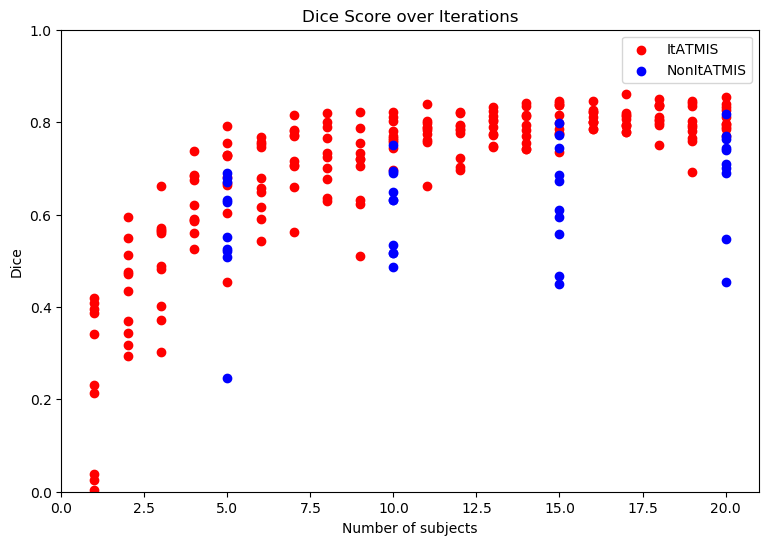 Dice Score over Iterations
ItATMIS
NonItATMIS
Dice
1.0
0.8
0.6
0.4
0.2
0.0
0.0 2.5 5.0 7.5 10.0 12.5 15.0 17.5 20.0
Number of subjects